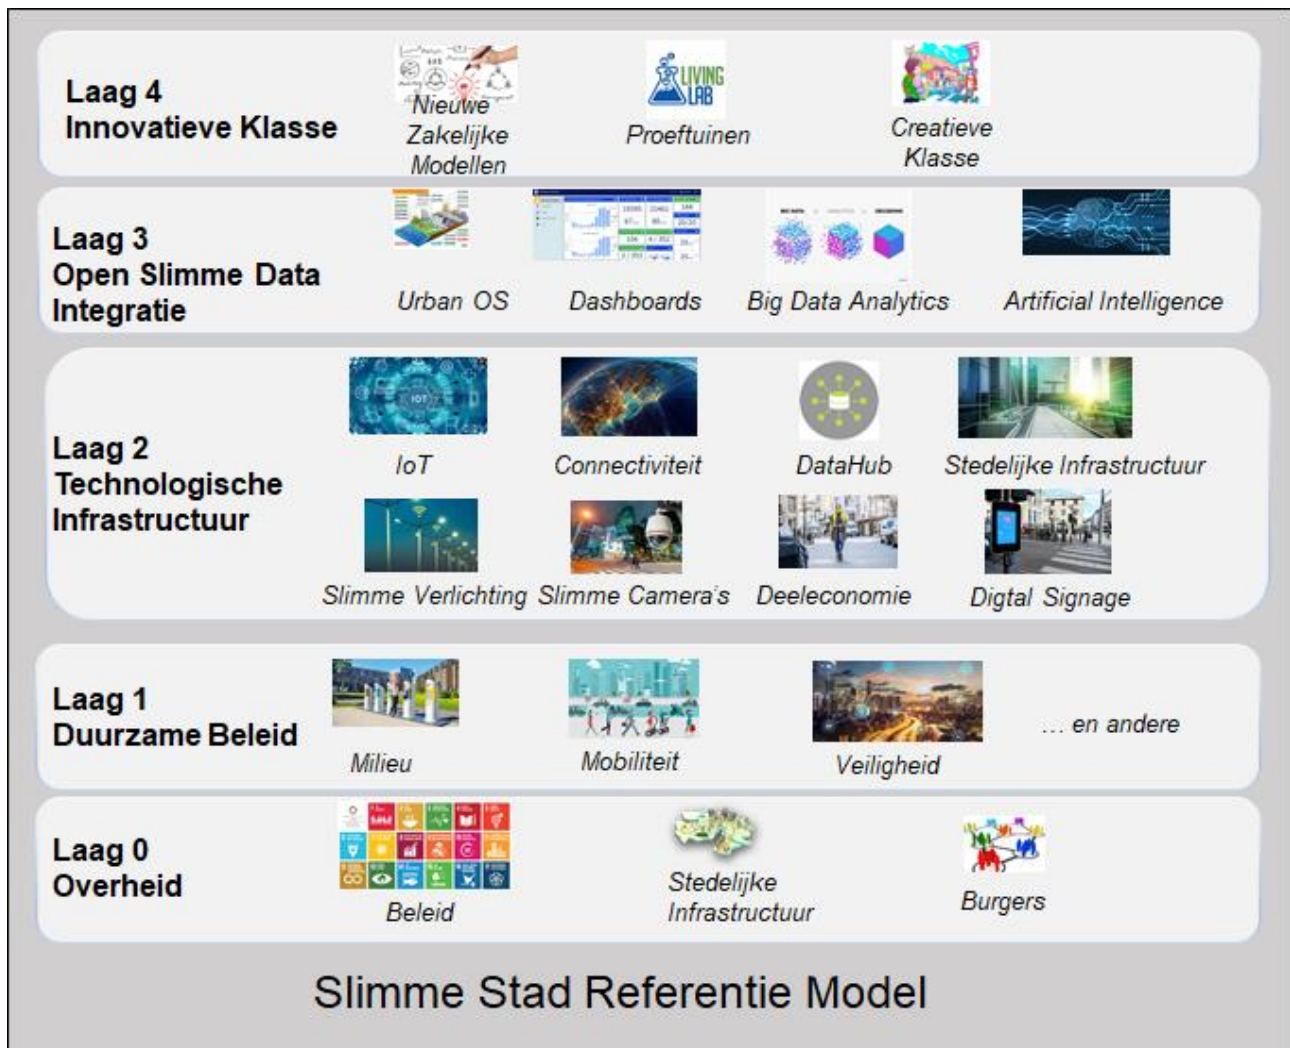 Laag 4
Innovatieve Klasse
Nieuwe
Zakelijke
Modellen
LIVING
LAB
Proeftuinen
Creatieve
Klasse
Laag 3
Open Slimme Data
Integratie
Urban OS
Dashboards
BIG DATA
Big Data Analytics
Artificial Intelligence
Laag 2
Technologische
Infrastructuur
IOT
IoT
Connectiviteit
DataHub
Stedelijke Infrastructuur
Slimme Verlichting
Slimme Camera's
Deeleconomie
Digtal Signage
Laag 1
Duurzame Beleid
Milieu
Mobiliteit
Veiligheid
... en andere
Laag 0
Overheid
Beleid
Stedelijke
Infrastructuur
Burgers
Slimme Stad Referentie Model